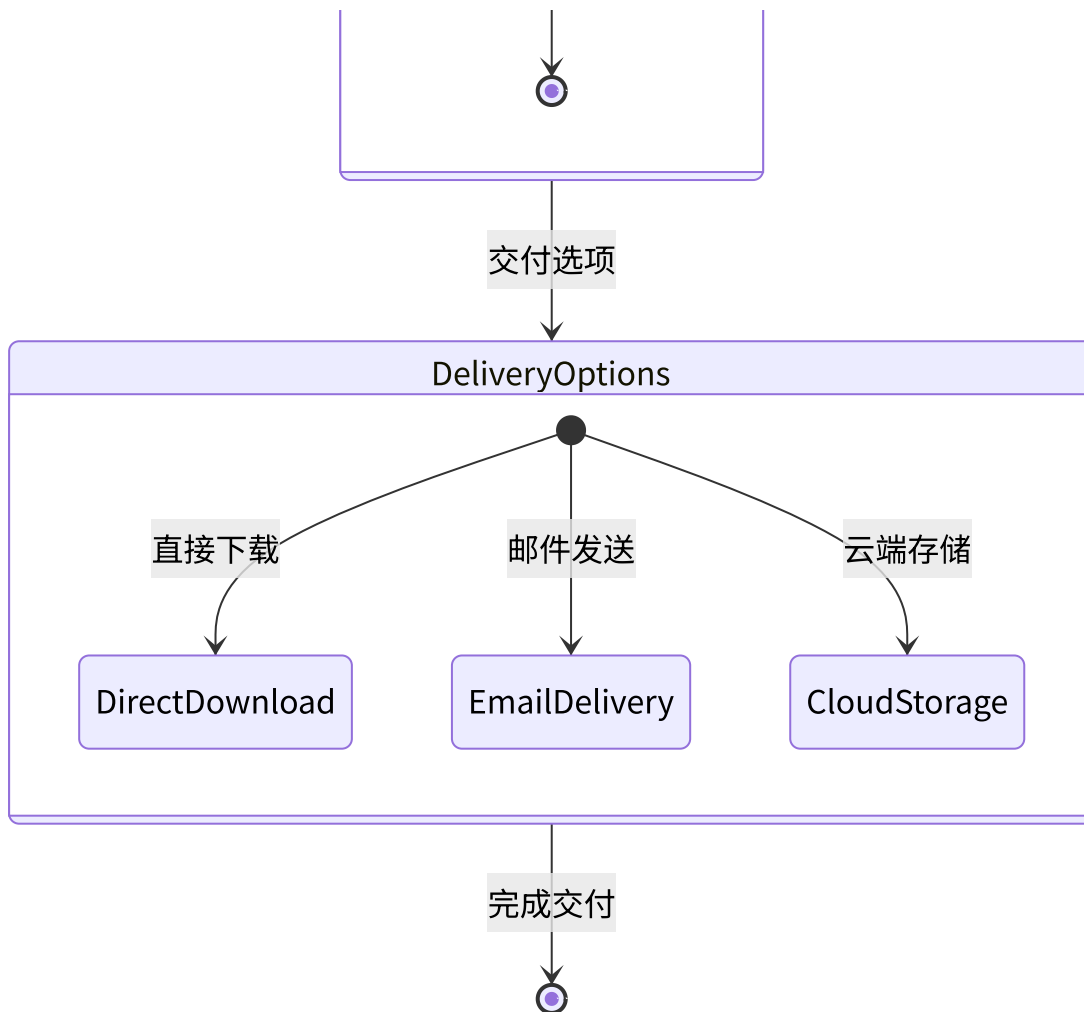 交付选项
DeliveryOptions
直接下载
邮件发送
云端存储
DirectDownload
EmailDelivery
CloudStorage
完成交付